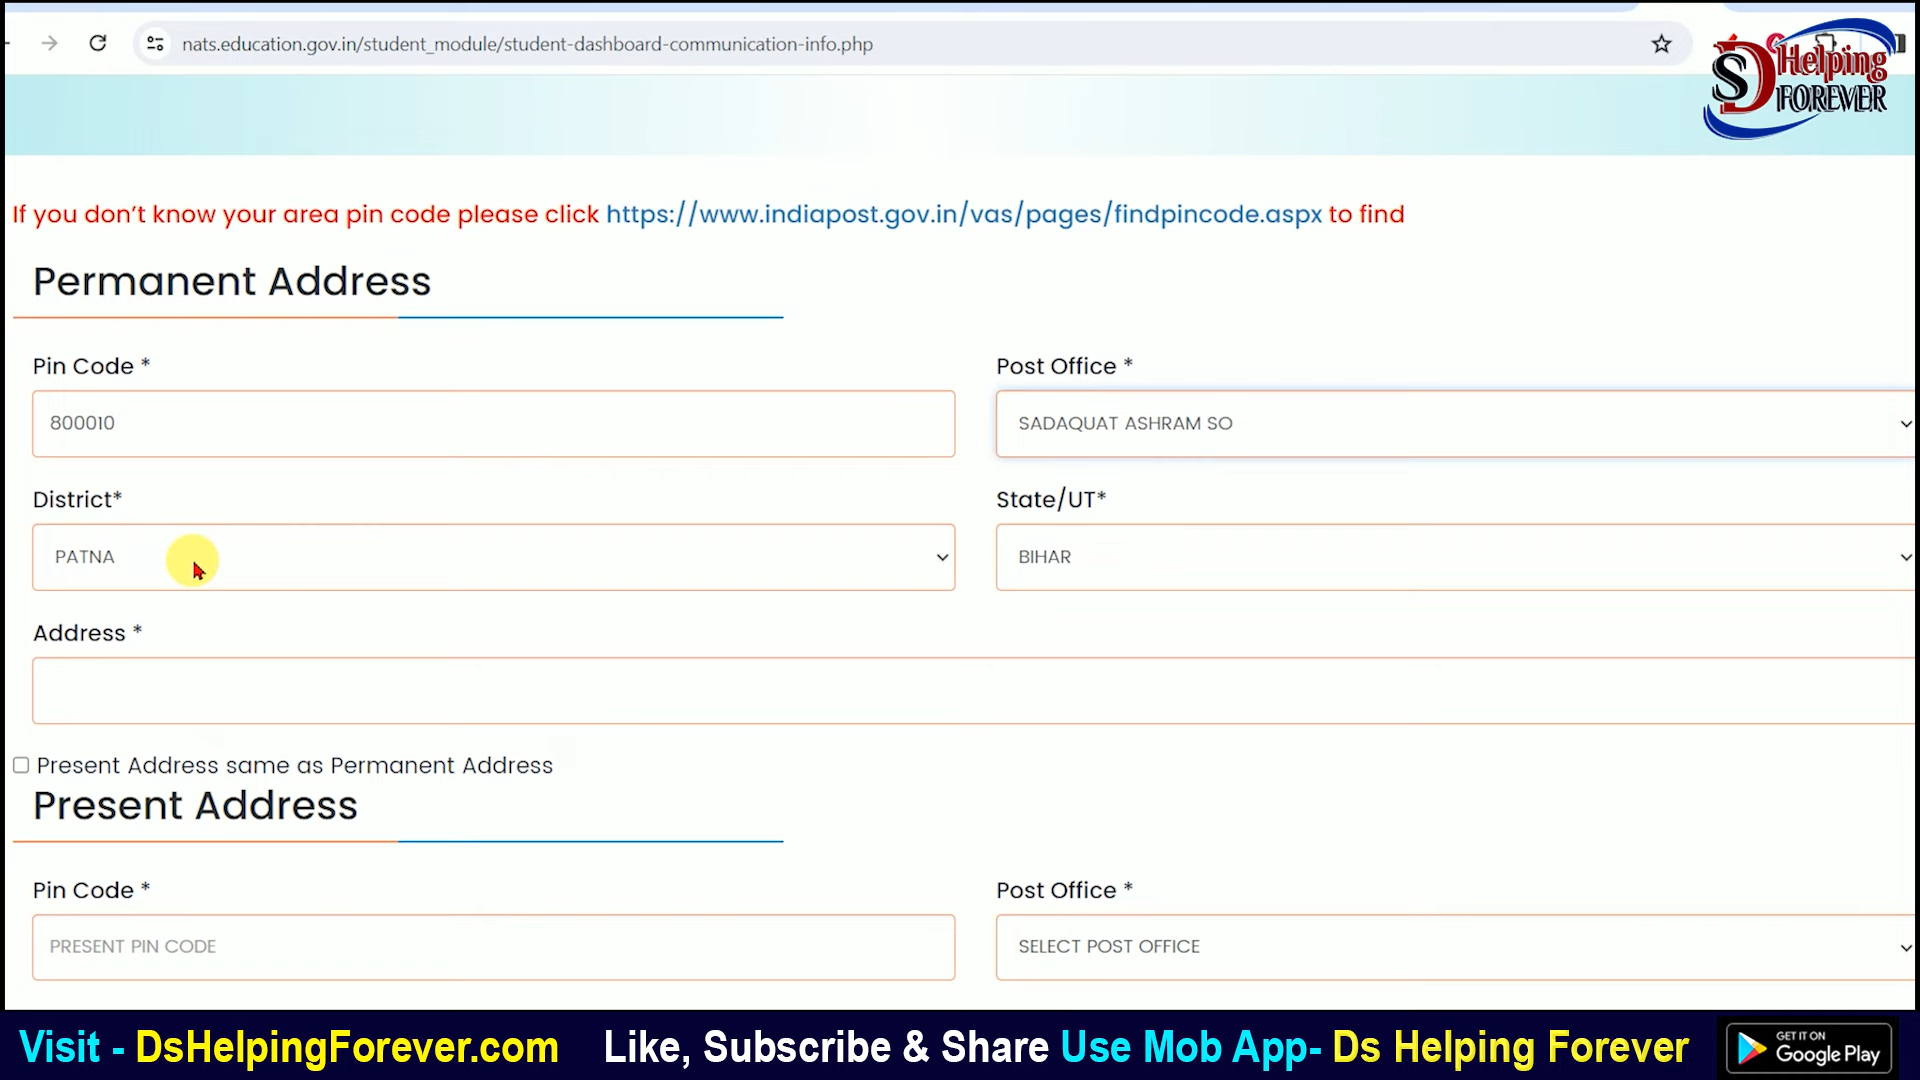 nats.education.gov.in/student_module/student-dashboard-communication-info.php
DS Helping
FOREVER
If you don't know your area pin code please click https://www.indiapost.gov.in/vas/pages/findpincode.aspx to find
Permanent Address
Pin Code * Post Office *
800010 SADAQUAT ASHRAM SO
District* State/UT*
PATNA BIHAR
Address *
Present Address same as Permanent Address
Present Address
Pin Code * Post Office *
PRESENT PIN CODE SELECT POST OFFICE
Visit - DsHelpingForever.com Like, Subscribe & Share Use Mob App- Ds Helping Forever GET IT ON
Google Play